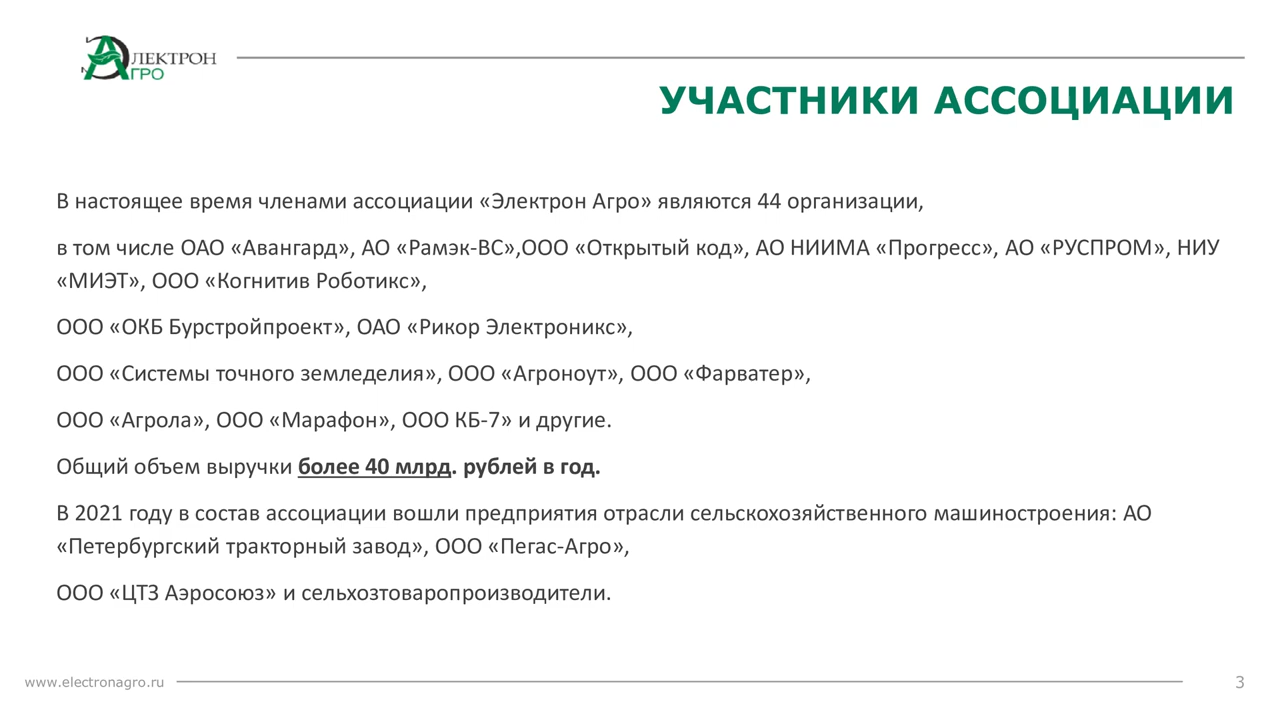 Электрон
Агро
УЧАСТНИКИ АССОЦИАЦИИ
В настоящее время членами ассоциации «Электрон Агро» являются 44 организации,
в том числе ОАО «Авангард», АО «Рамэк-ВС»,ООО «Открытый код», АО НИИМА «Прогресс», АО «РУСПРОМ», НИУ
«МИЭТ», ООО «Когнитив Роботикс»,
ООО «ОКБ Бурстройпроект», ОАО «Рикор Электроникс»,
ООО «Системы точного земледелия», ООО «Агроноут», ООО «Фарватер»,
ООО «Агрола», ООО «Марафон», ООО КБ-7» и другие.
Общий объем выручки более 40 млрд. рублей в год.
В 2021 году в состав ассоциации вошли предприятия отрасли сельскохозяйственного машиностроения: АО
«Петербургский тракторный завод», ООО «Пегас-Агро»,
ООО «ЦТЗ Аэросоюз» и сельхозтоваропроизводители.
www.electronagro.ru
3